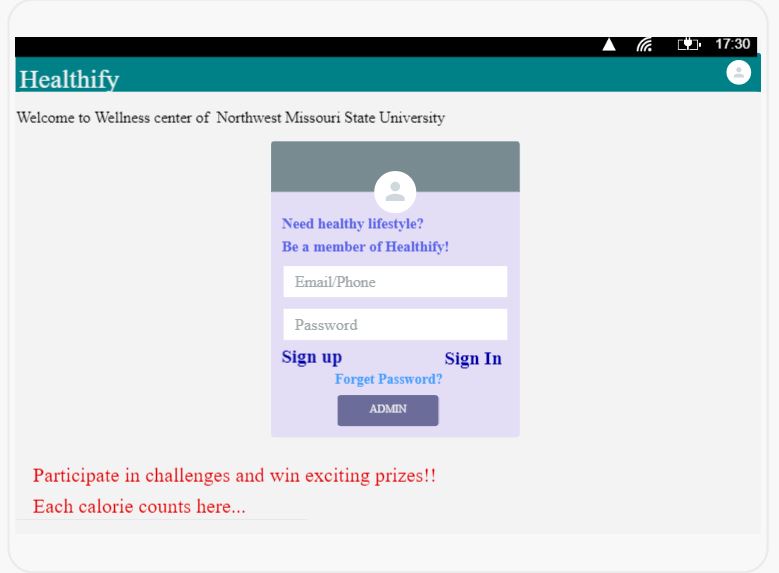 17:30
Healthify
Welcome to Wellness center of Northwest Missouri State University
Need healthy lifestyle?
Be a member of Healthify!
Email/Phone
Password
Sign up Sign In
Forget Password?
ADMIN
Participate in challenges and win exciting prizes!!
Each calorie counts here...